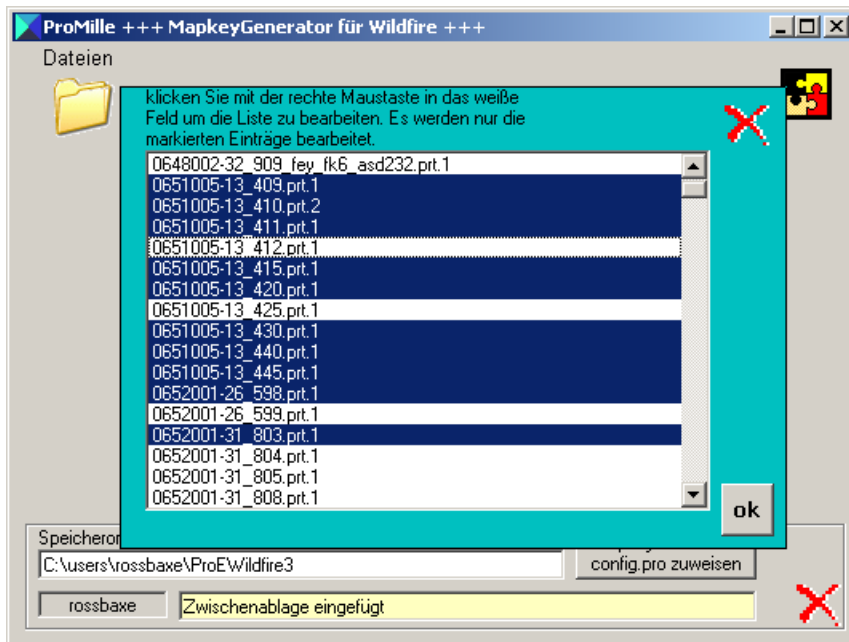 ProMille +++ MapkeyGenerator für Wildfire +++
Dateien
klicken Sie mit der rechte Maustaste in das weiße
Feld um die Liste zu bearbeiten. Es werden nur die
markierten Einträge bearbeitet.
0648002-32_909_fey_fk6_asd232.prt.1
0651005-13_409.prt.1
0651005-13_410.prt.2
0651005-13_411.prt.1
0651005-13_412.prt.1
0651005-13_415.prt.1
0651005-13_420.prt.1
0651005-13_425.prt.1
0651005-13_430.prt.1
0651005-13_440.prt.1
0651005-13_445.prt.1
0652001-26_598.prt.1
0652001-26_599.prt.1
0652001-31_803.prt.1
0652001-31_804.prt.1
0652001-31_805.prt.1
0652001-31_808.prt.1
ok
Speicheror
C:\users\rossbaxe\ProEWildfire3
config.pro zuweisen
rossbaxe
Zwischenablage eingefügt